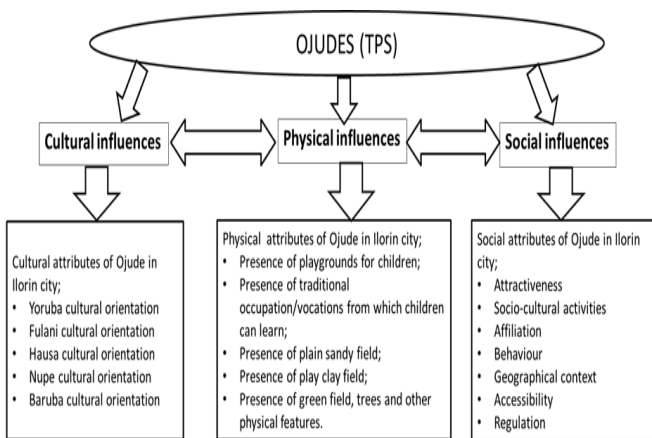 OJUDES (TPS)
Cultural influences
Physical influences
Social influences
Cultural attributes of Ojude in
Ilorin city;
• Yoruba cultural orientation
• Fulani cultural orientation
• Hausa cultural orientation
• Nupe cultural orientation
• Baruba cultural orientation
Physical attributes of Ojude in Ilorin city;
• Presence of playgrounds for children;
• Presence of traditional
occupation/vocations from which children
can learn;
• Presence of plain sandy field;
• Presence of play clay field;
• Presence of green field, trees and other
physical features.
Social attributes of Ojude in Ilorin
city;
• Attractiveness
• Socio-cultural activities
• Affiliation
• Behaviour
• Geographical context
• Accessibility
• Regulation